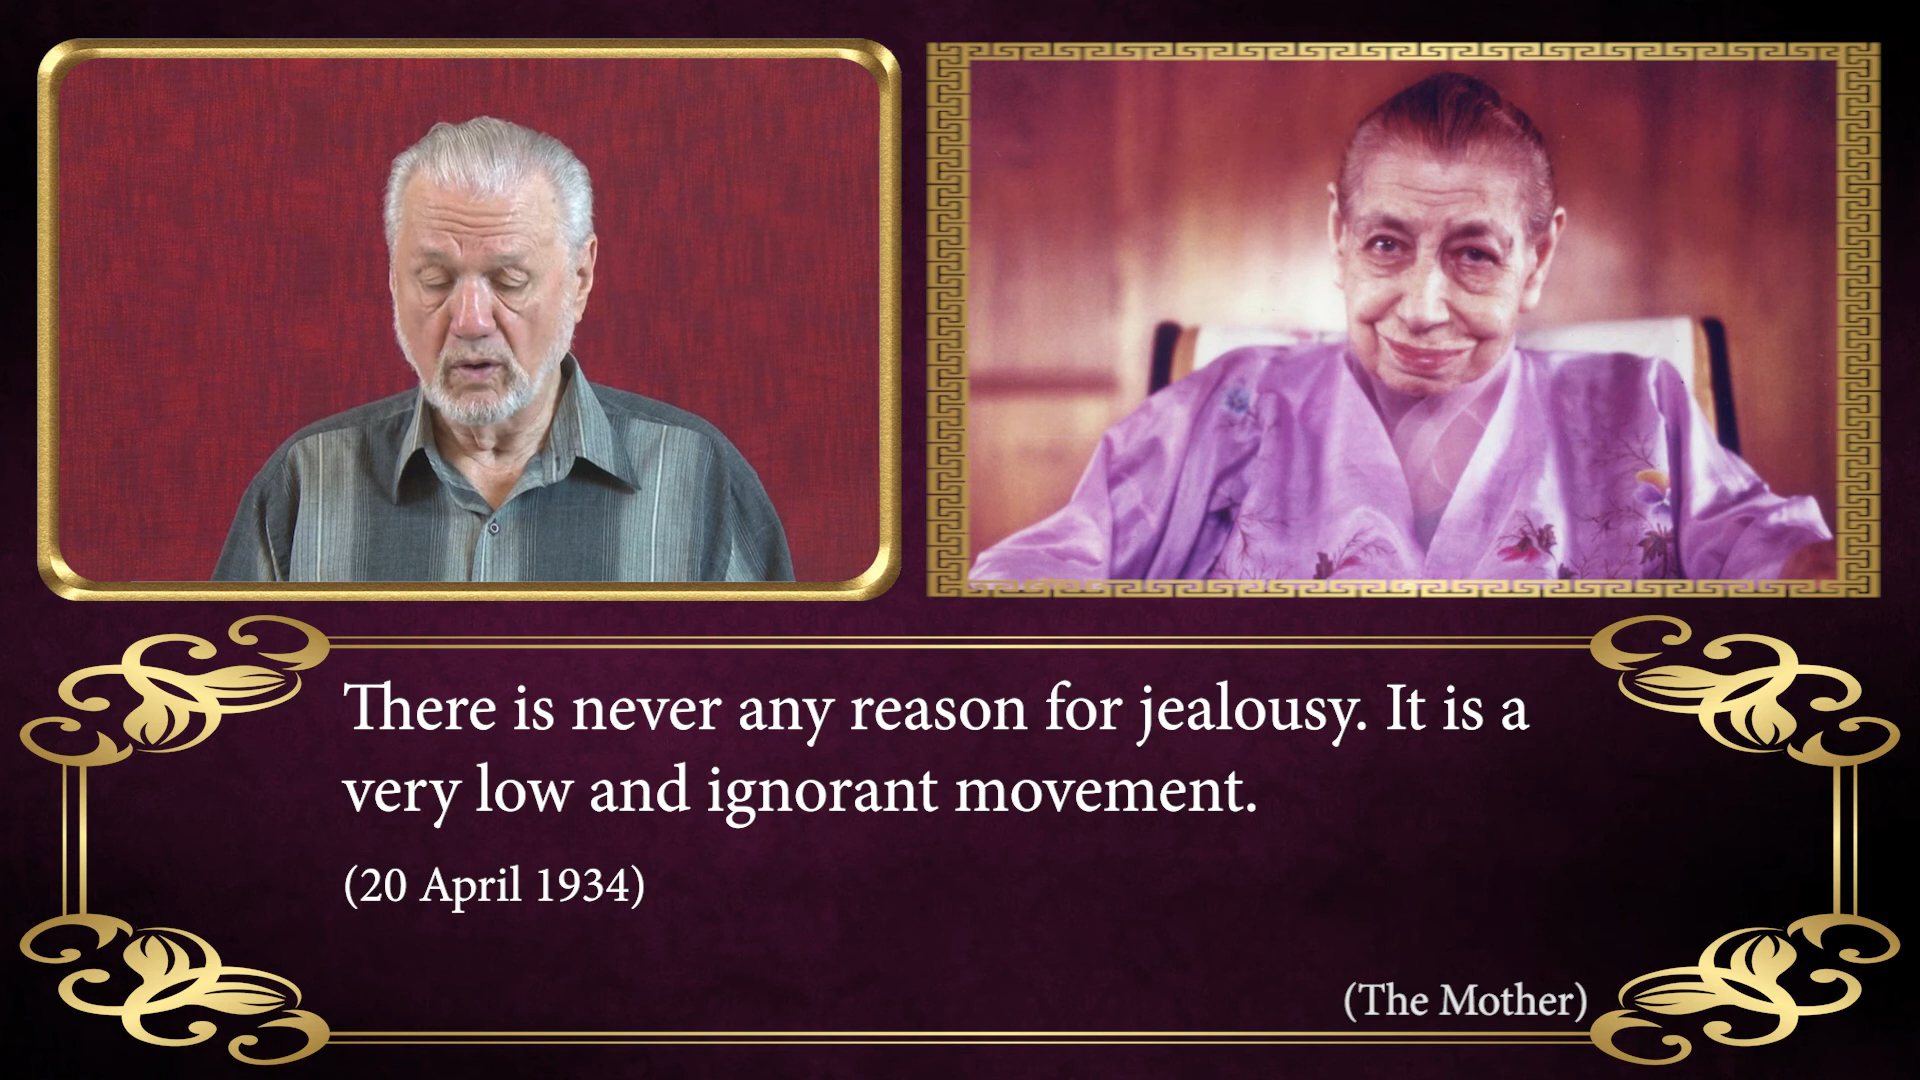 There is never any reason for jealousy. It is a
very low and ignorant movement.
(20 April 1934)
(The Mother)